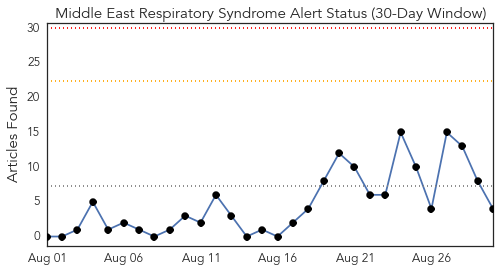 Middle East Respiratory Syndrome Alert Status (30-Day Window)
Articles Found
30
25
20
15
10
5
0
Aug 01 Aug 06 Aug 11 Aug 16 Aug 21 Aug 26